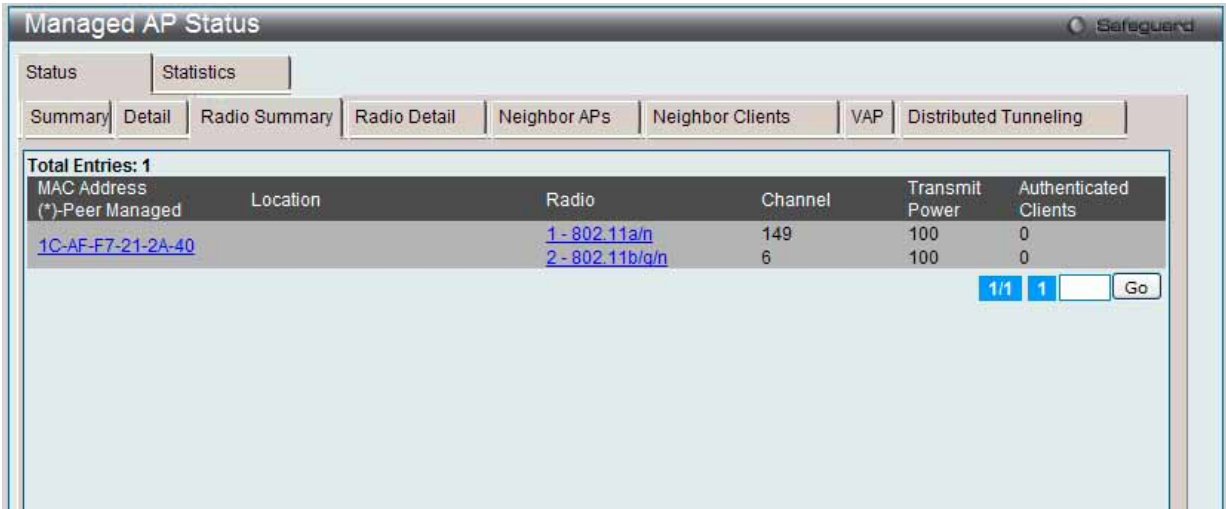 Managed AP Status
Safeguard
Status Statistics
Summary Detail Radio Summary Radio Detail Neighbor APs Neighbor Clients VAP Distributed Tunneling
Total Entries: 1
MAC Address (*)-Peer Managed Location Radio Channel Transmit Power Authenticated Clients
1C-AF-F7-21-2A-40 1 - 802.11a/n 149 100 0
2 - 802.11b/g/n 6 100 0
1/1 1 Go